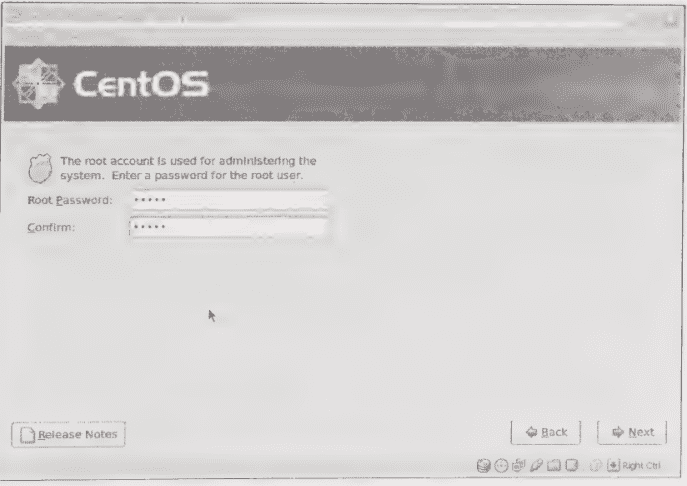 CentOS
The root account is used for administering the
system. Enter a password for the root user.
Root Password: *****
Confirm: *****
Release Notes
Back
Next
Right Ctrl